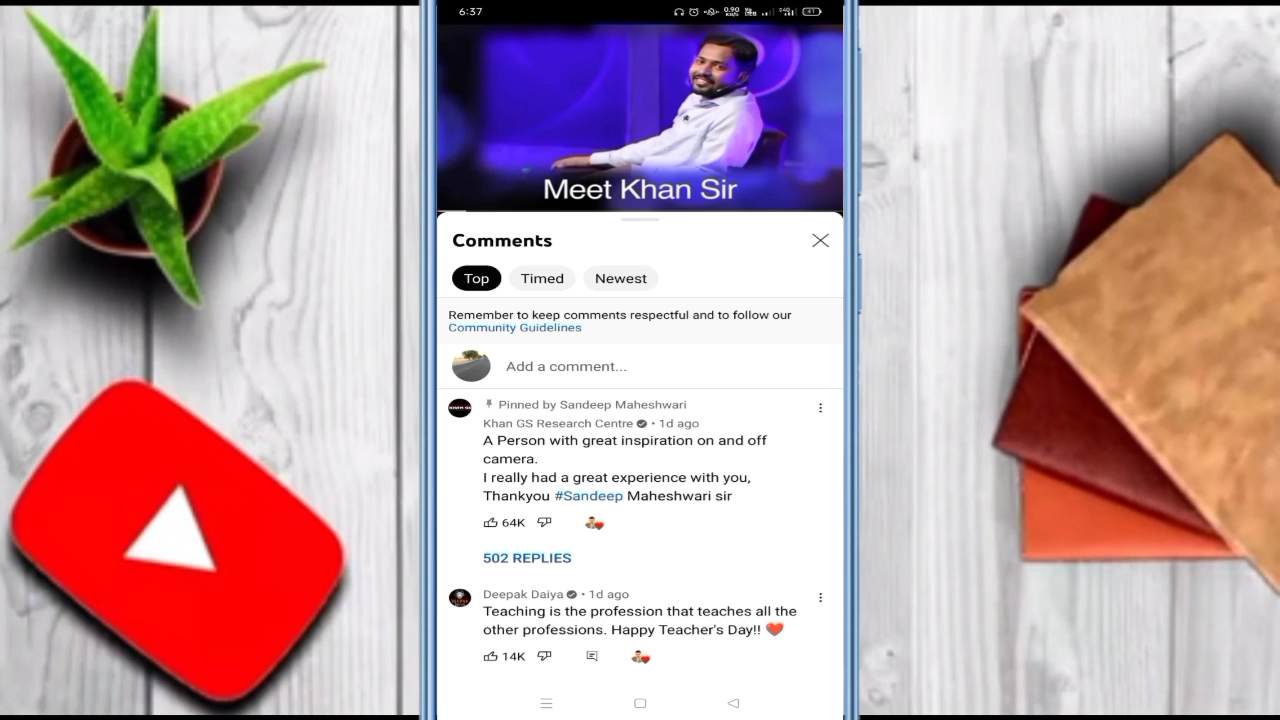 6:37
0.90
41
Meet Khan Sir
Comments
Top
Timed
Newest
Remember to keep comments respectful and to follow our
Community Guidelines
Add a comment...
Pinned by Sandeep Maheshwari
Khan GS Research Centre • 1d ago
A Person with great inspiration on and off
camera.
I really had a great experience with you,
Thankyou #Sandeep Maheshwari sir
64K
502 REPLIES
Deepak Daiya • 1d ago
Teaching is the profession that teaches all the
other professions. Happy Teacher's Day!! ❤️
14K